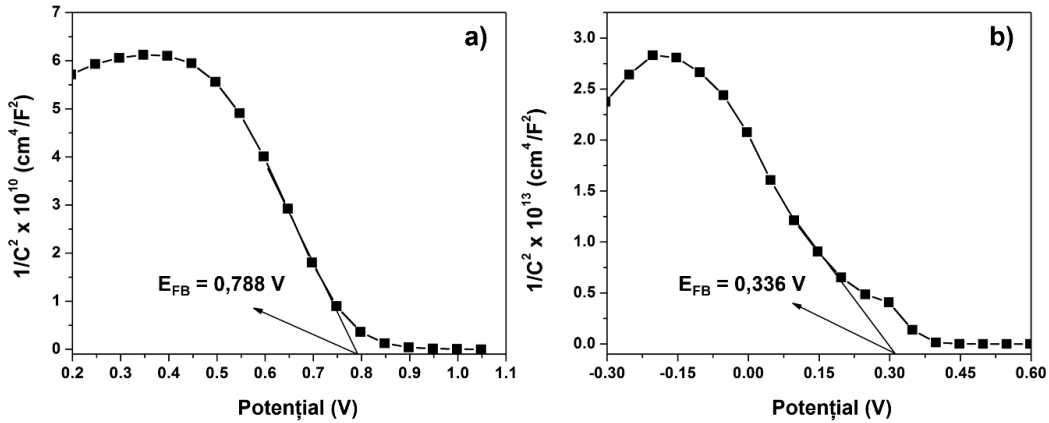 a)
7
6
5
4
3
2
1
0
1/C² x 10¹⁰ (cm⁴/F²)
E_FB = 0,788 V
0.2 0.3 0.4 0.5 0.6 0.7 0.8 0.9 1.0 1.1
Potențial (V)
b)
3.0
2.5
2.0
1.5
1.0
0.5
0.0
1/C² x 10¹³ (cm⁴/F²)
E_FB = 0,336 V
-0.30 -0.15 0.00 0.15 0.30 0.45 0.60
Potențial (V)